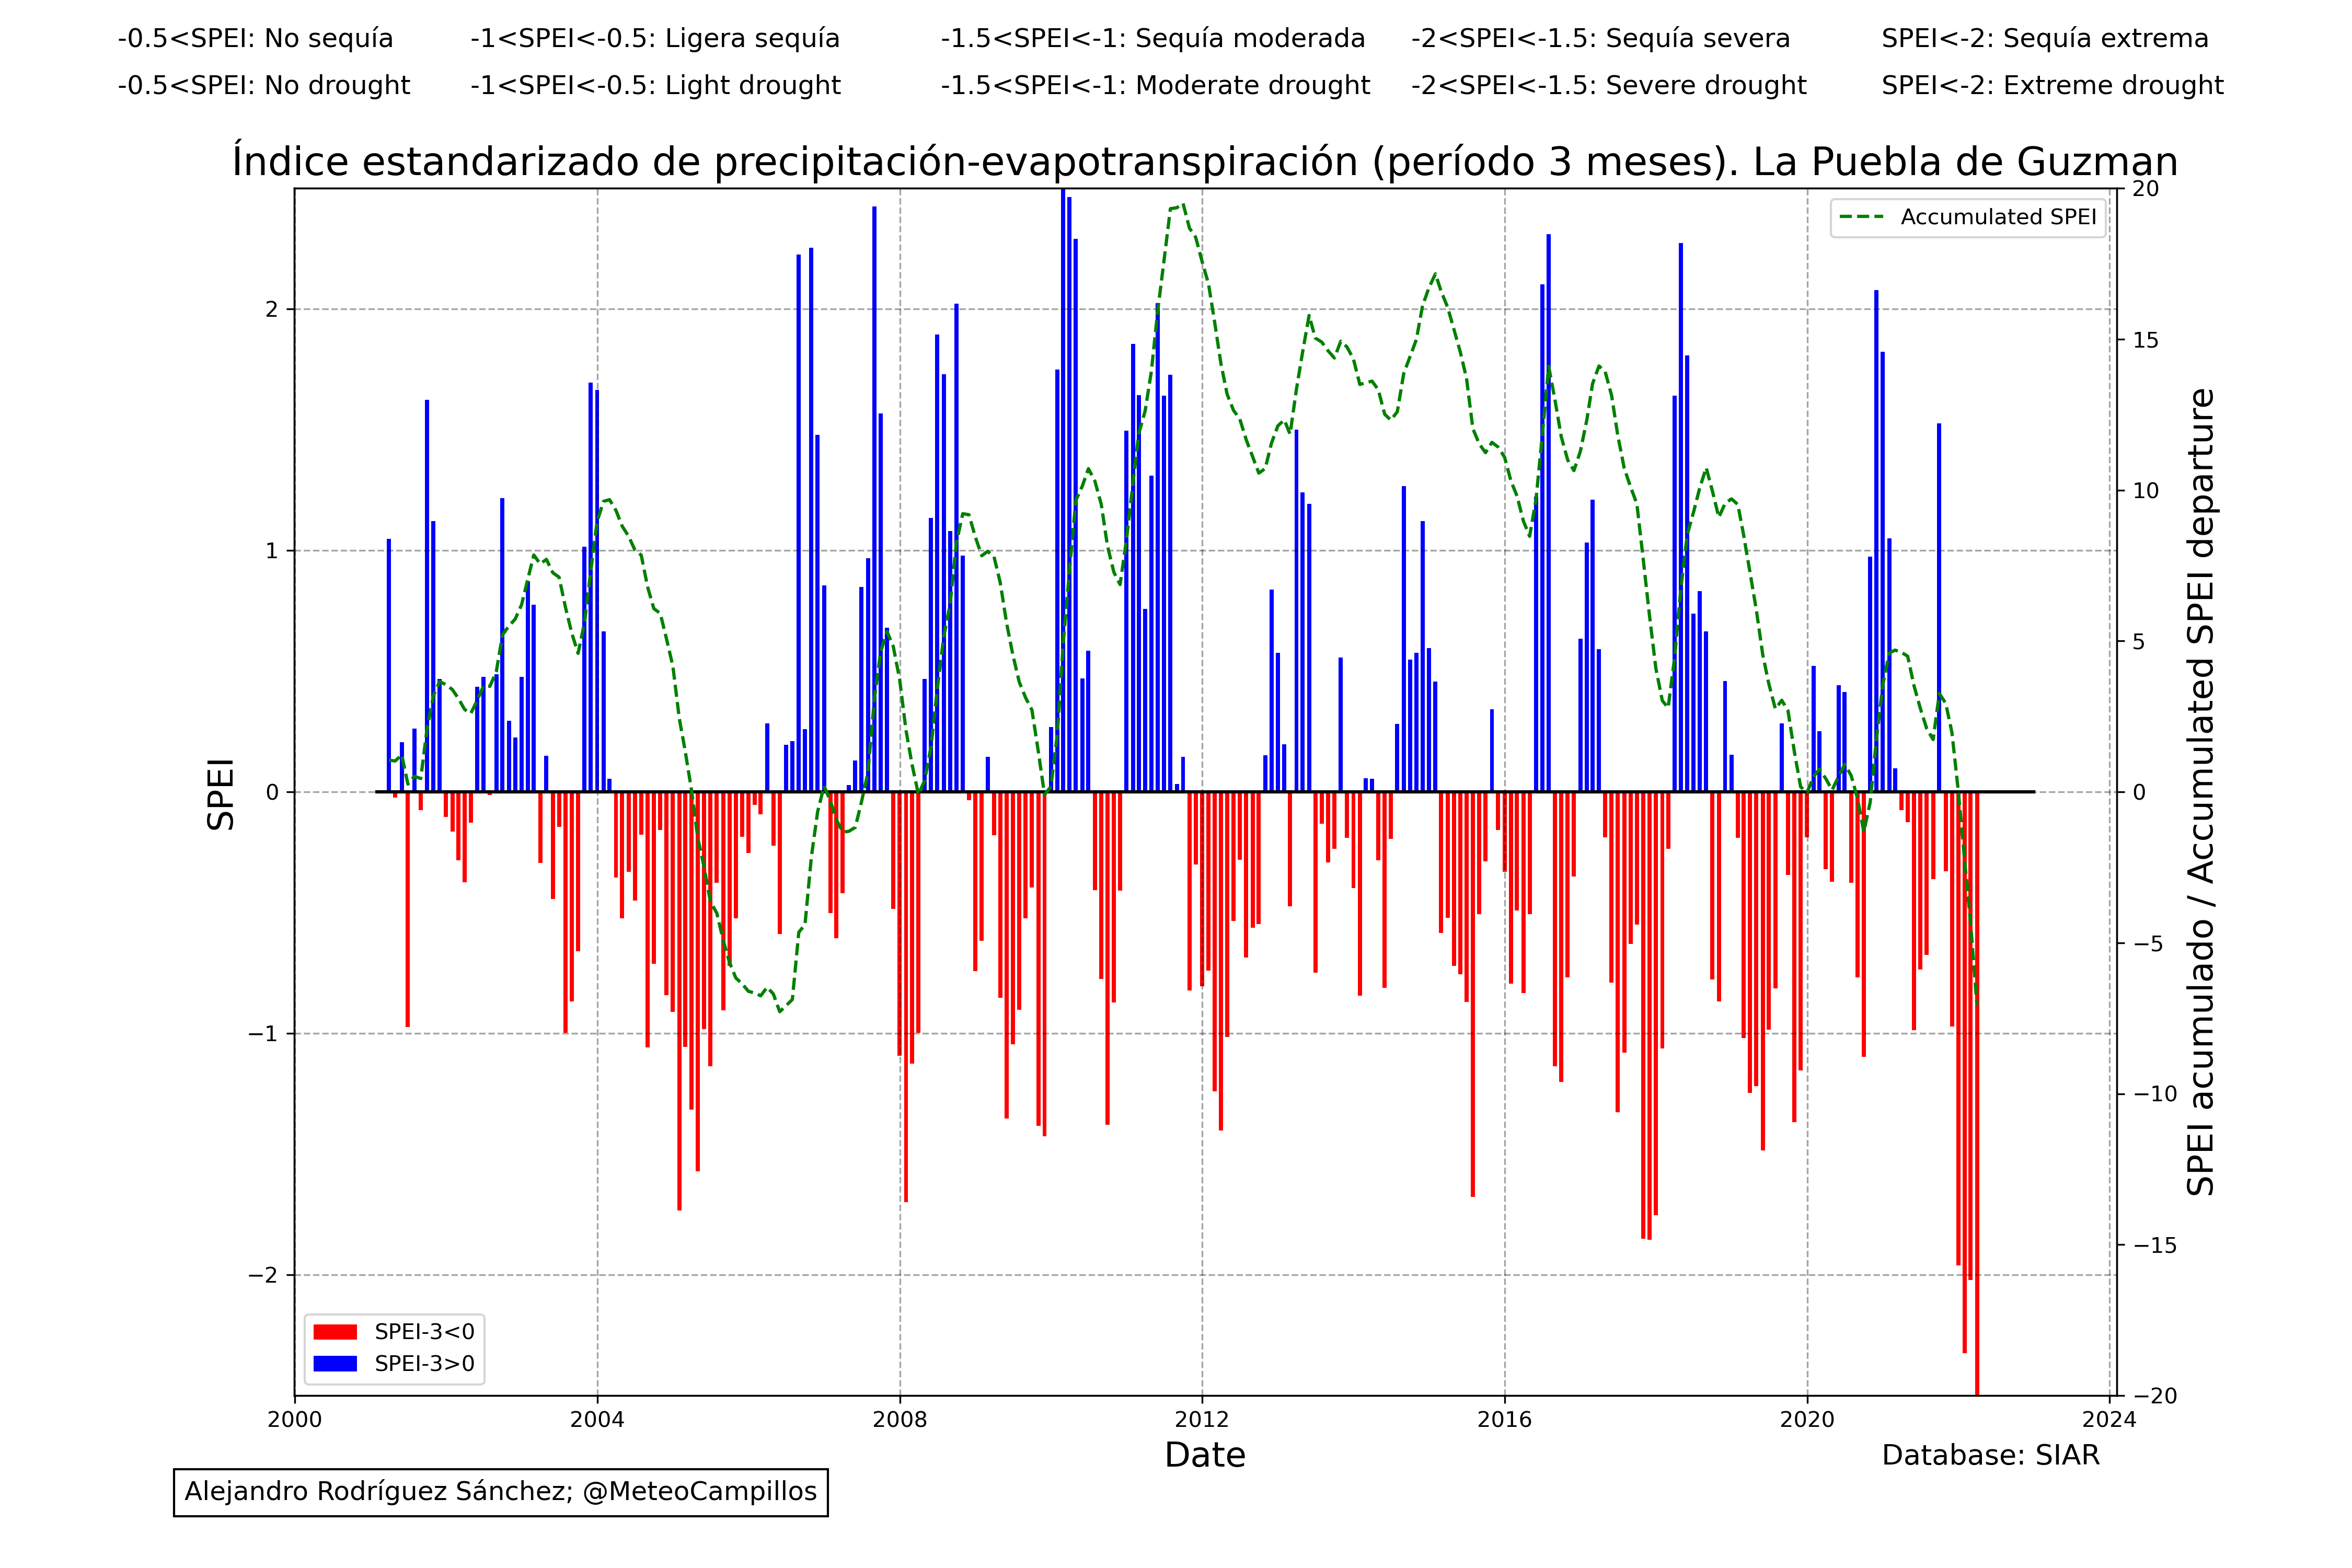 -0.5<SPEI: No sequía -1<SPEI<-0.5: Ligera sequía -1.5<SPEI<-1: Sequía moderada -2<SPEI<-1.5: Sequía severa SPEI<-2: Sequía extrema
-0.5<SPEI: No drought -1<SPEI<-0.5: Light drought -1.5<SPEI<-1: Moderate drought -2<SPEI<-1.5: Severe drought SPEI<-2: Extreme drought
Índice estandarizado de precipitación-evapotranspiración (período 3 meses). La Puebla de Guzman
Accumulated SPEI
SPEI
2
1
0
−1
−2
20
15
10
5
0
−5
−10
−15
−20
SPEI acumulado / Accumulated SPEI departure
SPEI-3<0
SPEI-3>0
2000 2004 2008 2012 2016 2020 2024
Date
Database: SIAR
Alejandro Rodríguez Sánchez; @MeteoCampillos